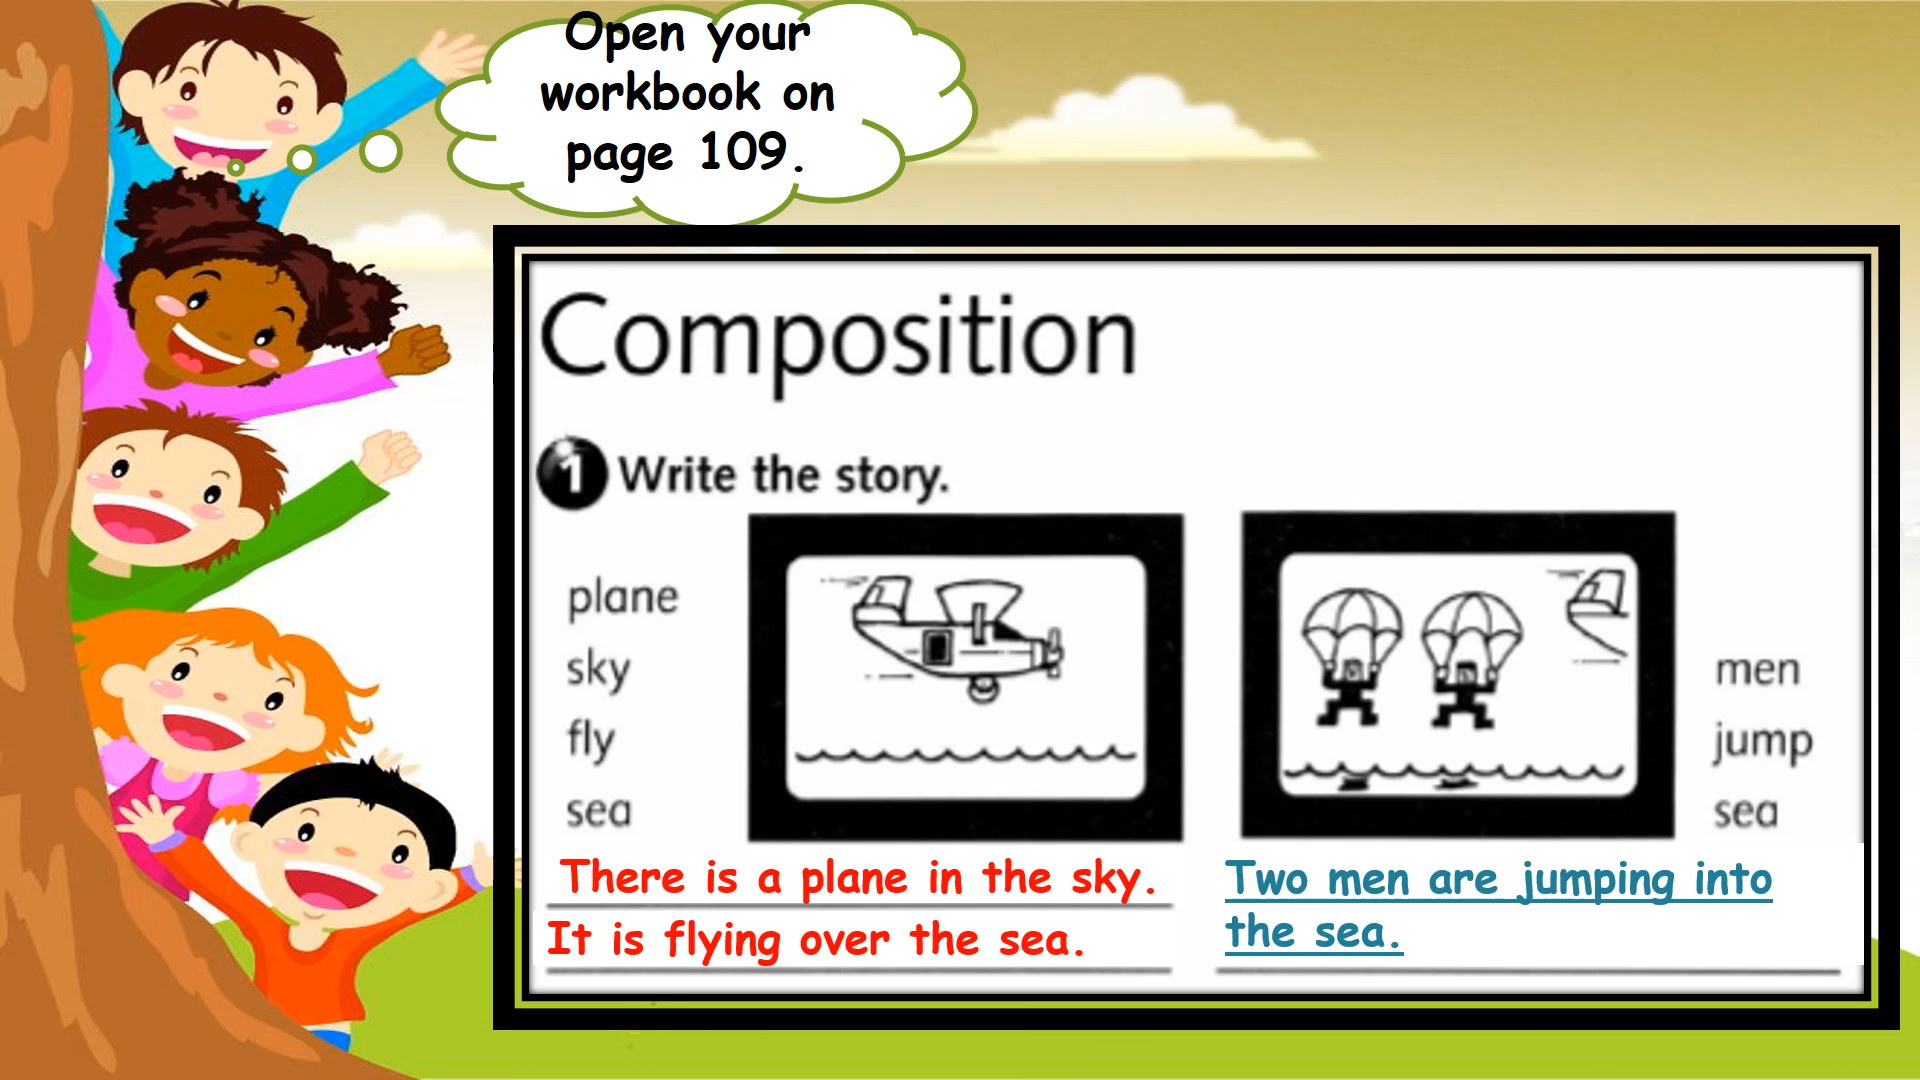 Open your
workbook on
page 109.
Composition
1 Write the story.
plane
sky
fly
sea
men
jump
sea
There is a plane in the sky.
It is flying over the sea.
Two men are jumping into
the sea.